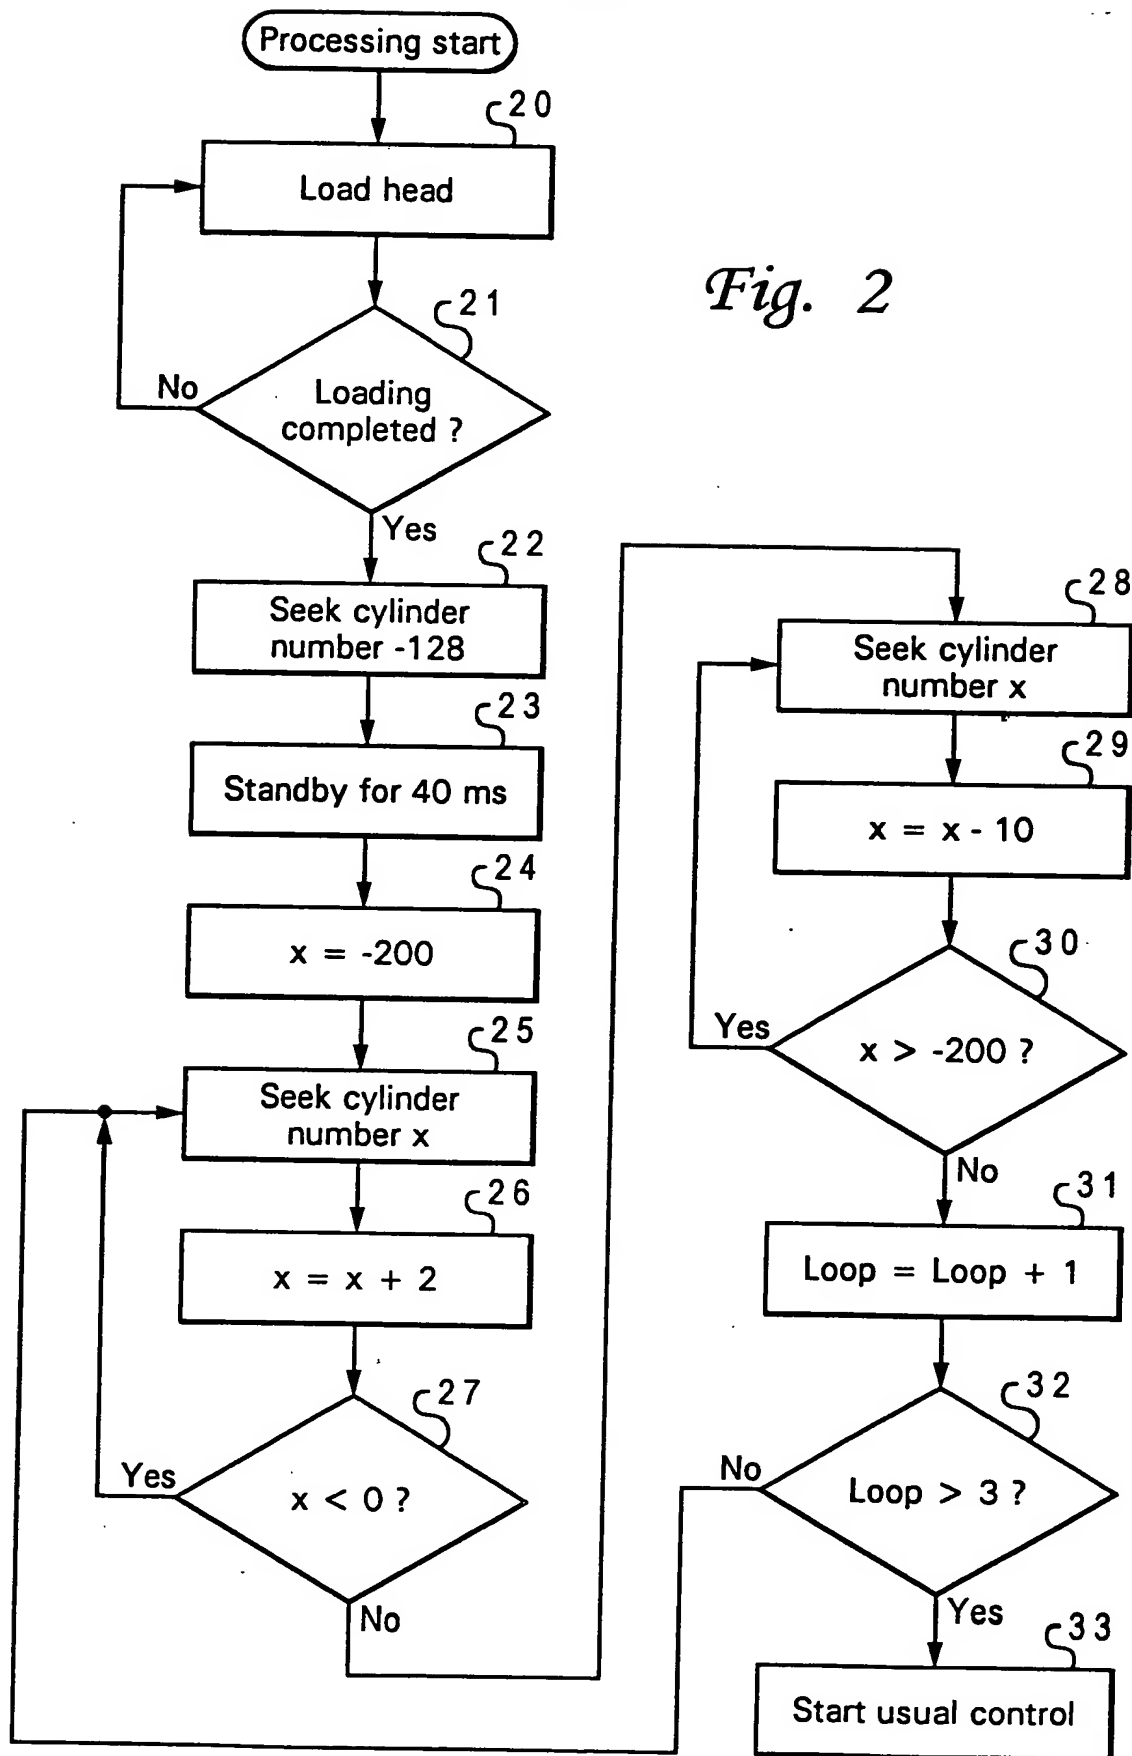 Processing start
20
Load head
Fig. 2
21
No
Loading
completed ?
Yes
22
Seek cylinder
number -128
23
Standby for 40 ms
24
x = -200
25
Seek cylinder
number x
26
x = x + 2
27
Yes
x < 0 ?
No
28
Seek cylinder
number x
29
x = x - 10
30
Yes
x > -200 ?
No
31
Loop = Loop + 1
32
No
Loop > 3 ?
Yes
33
Start usual control